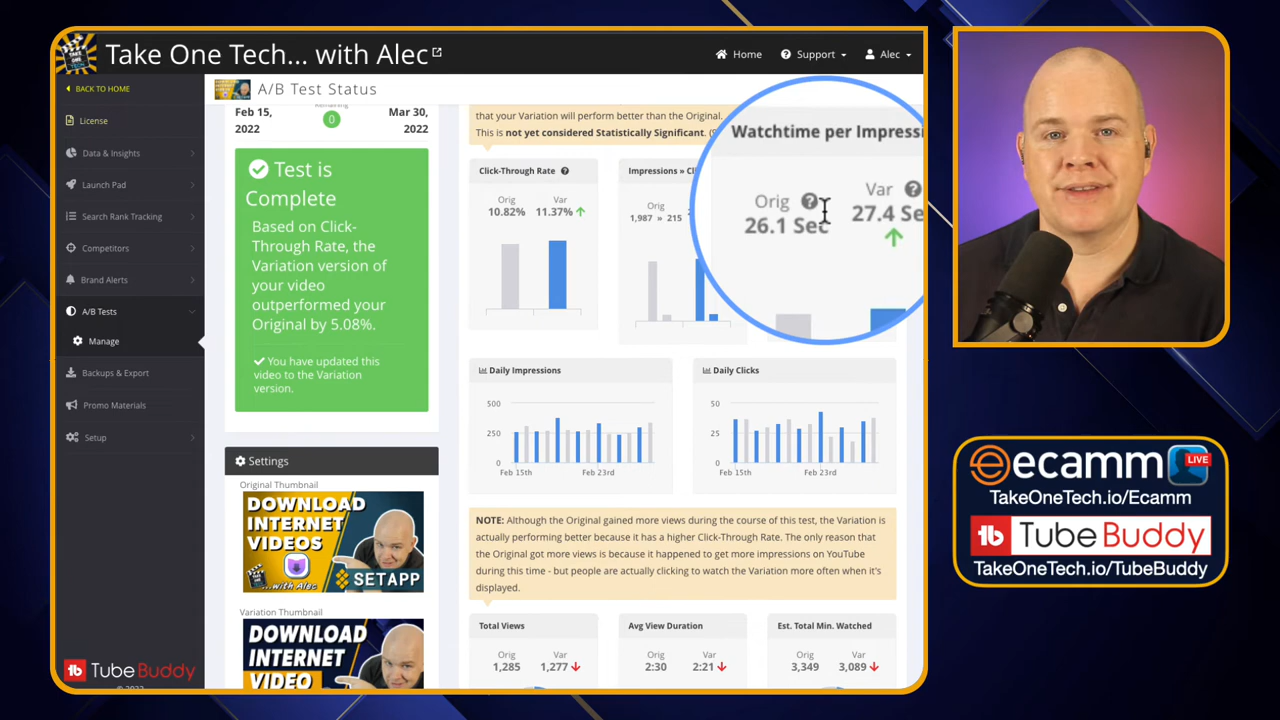 Take One Tech... with Alec
Home
Support
Alec
BACK TO HOME
License
Data & Insights
Launch Pad
Search Rank Tracking
Competitors
Brand Alerts
A/B Tests
Manage
Backups & Export
Promo Materials
Setup
TubeBuddy
A/B Test Status
Feb 15,
2022
Remaining
0
Mar 30,
2022
Test is
Complete
Based on Click-
Through Rate, the
Variation version of
your video
outperformed your
Original by 5.08%.
You have updated this
video to the Variation
version.
Settings
Original Thumbnail
DOWNLOAD
INTERNET
VIDEOS
...with Alec
SETAPP
Variation Thumbnail
DOWNLOAD
INTERNET
VIDEO
that your Variation will perform better than the Original.
This is not yet considered Statistically Significant.
Click-Through Rate
Orig
10.82%
Var
11.37%
Impressions »
Orig
1,987 » 215
Watchtime per Impressi
Orig
26.1 Sec
Var
27.4 Se
Daily Impressions
500
250
0
Feb 15th
Feb 23rd
Daily Clicks
50
25
0
Feb 15th
Feb 23rd
NOTE: Although the Original gained more views during the course of this test, the Variation is
actually performing better because it has a higher Click-Through Rate. The only reason that
the Original got more views is because it happened to get more impressions on YouTube
during this time - but people are actually clicking to watch the Variation more often when it's
displayed.
Total Views
Orig
1,285
Var
1,277
Avg View Duration
Orig
2:30
Var
2:21
Est. Total Min. Watched
Orig
3,349
Var
3,089
ecamm
LIVE
TakeOneTech.io/Ecamm
TubeBuddy
TakeOneTech.io/TubeBuddy